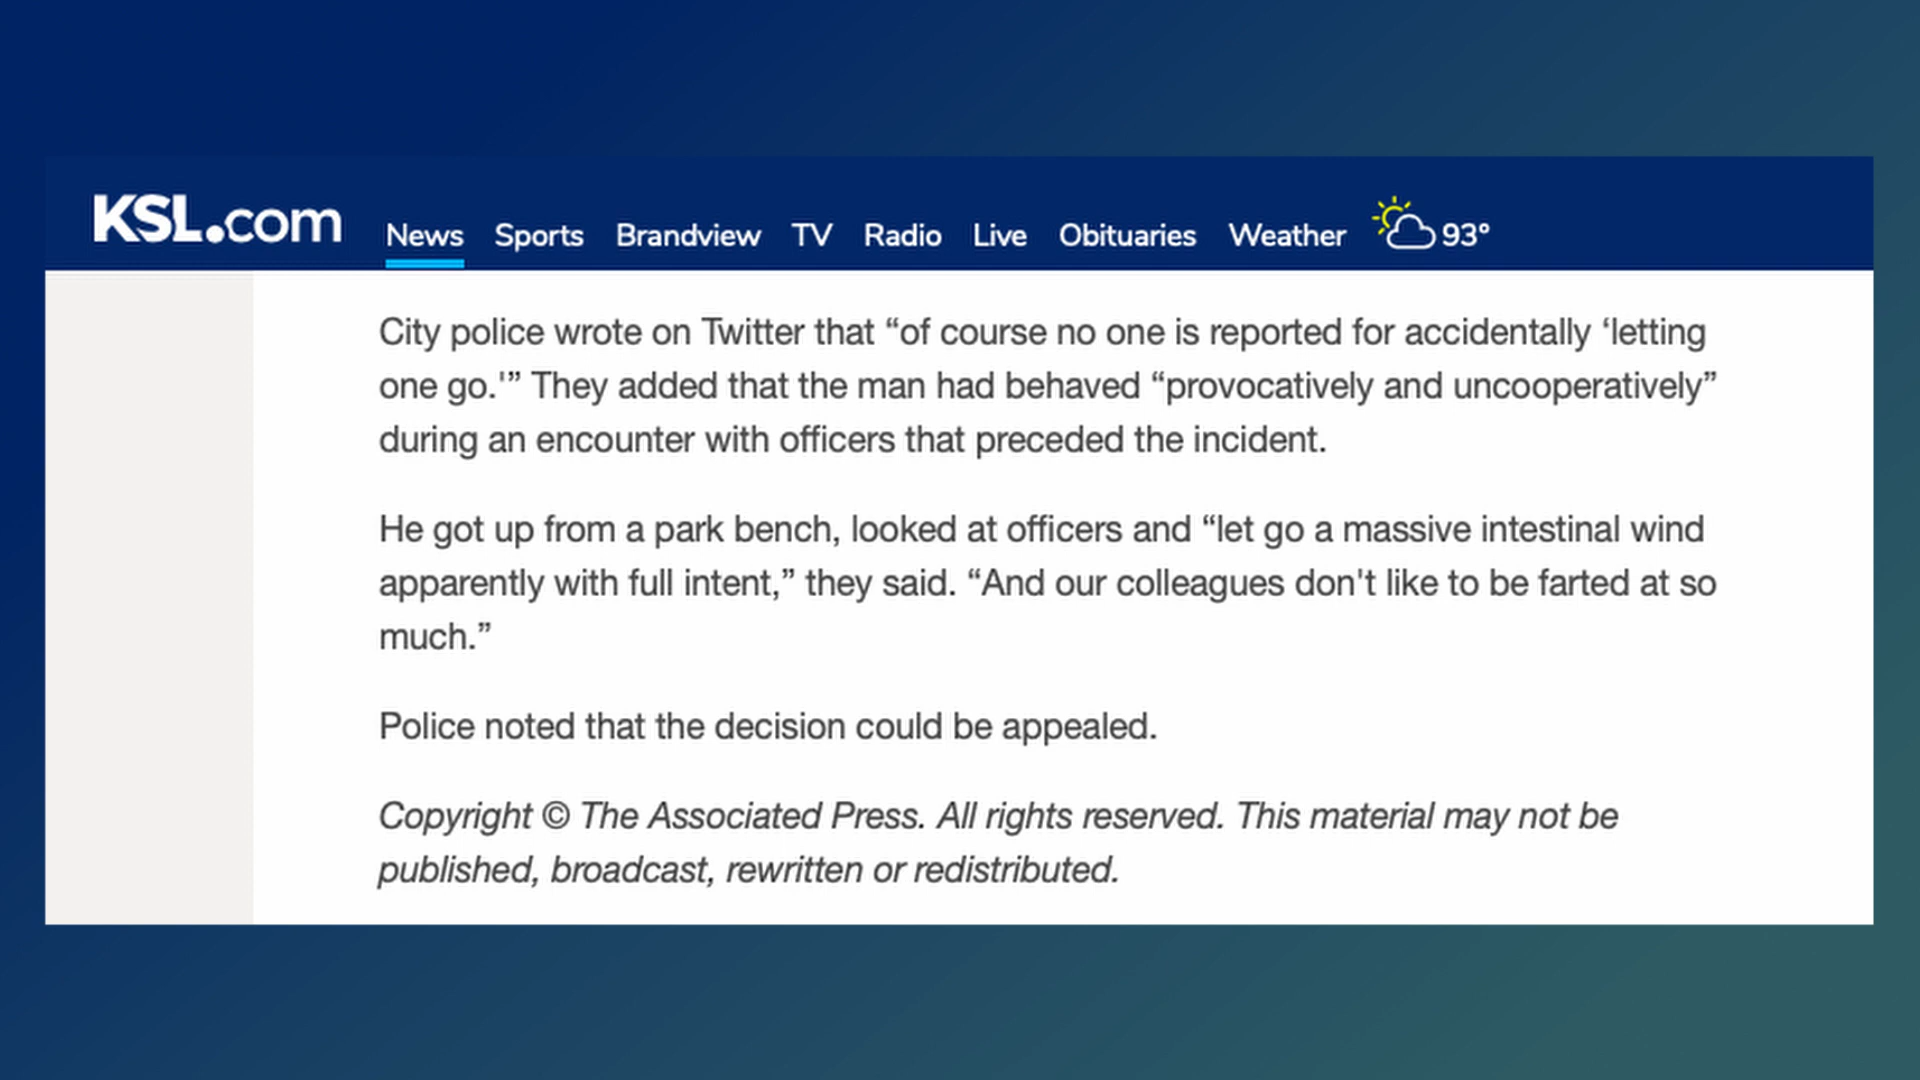 KSL.com News Sports Brandview TV Radio Live Obituaries Weather 93°
City police wrote on Twitter that “of course no one is reported for accidentally ‘letting
one go.'” They added that the man had behaved “provocatively and uncooperatively”
during an encounter with officers that preceded the incident.
He got up from a park bench, looked at officers and “let go a massive intestinal wind
apparently with full intent,” they said. “And our colleagues don't like to be farted at so
much.”
Police noted that the decision could be appealed.
Copyright © The Associated Press. All rights reserved. This material may not be
published, broadcast, rewritten or redistributed.